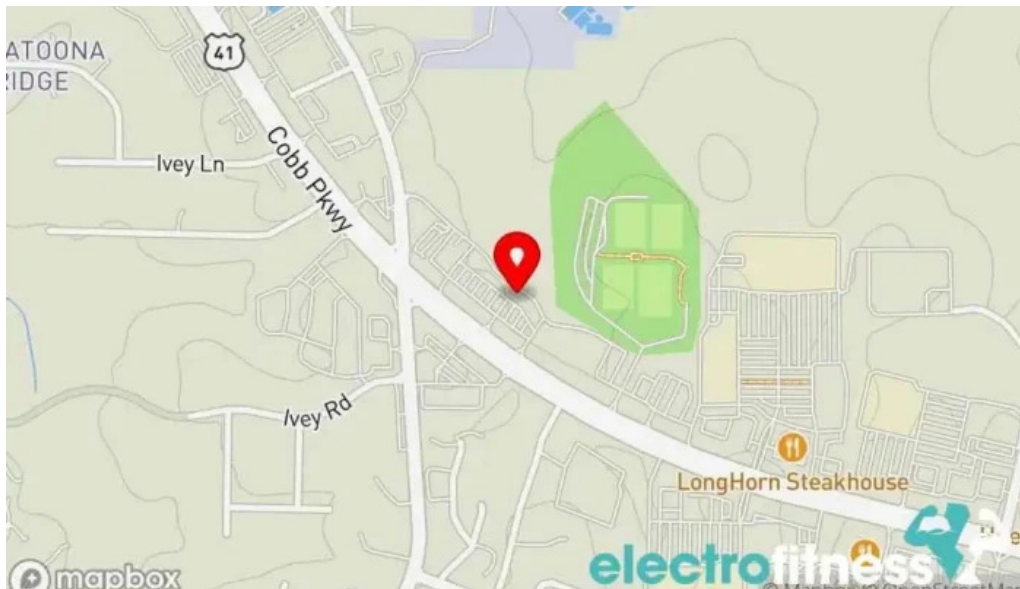 ATOONA
RIDGE
41
Cobb Pkwy
Ivey Ln
Ivey Rd
LongHorn Steakhouse
electrofitness
mapbox